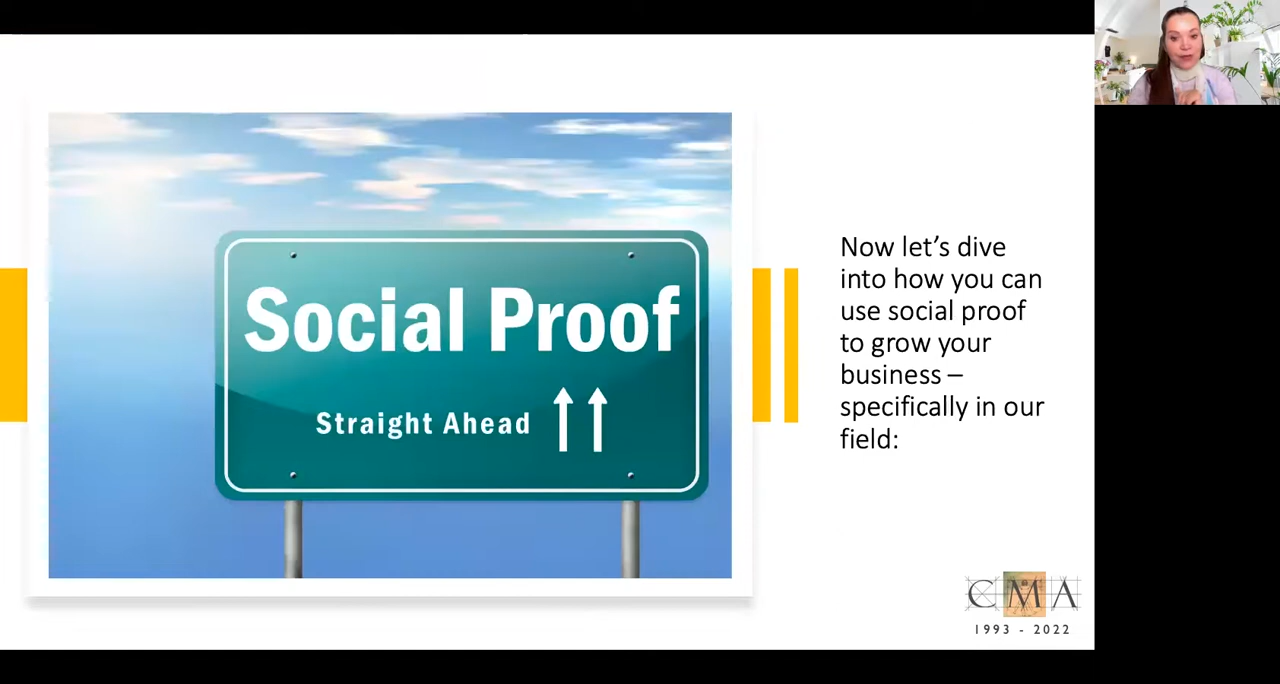 Social Proof
Straight Ahead
Now let’s dive
into how you can
use social proof
to grow your
business –
specifically in our
field:
CMA
1993 - 2022